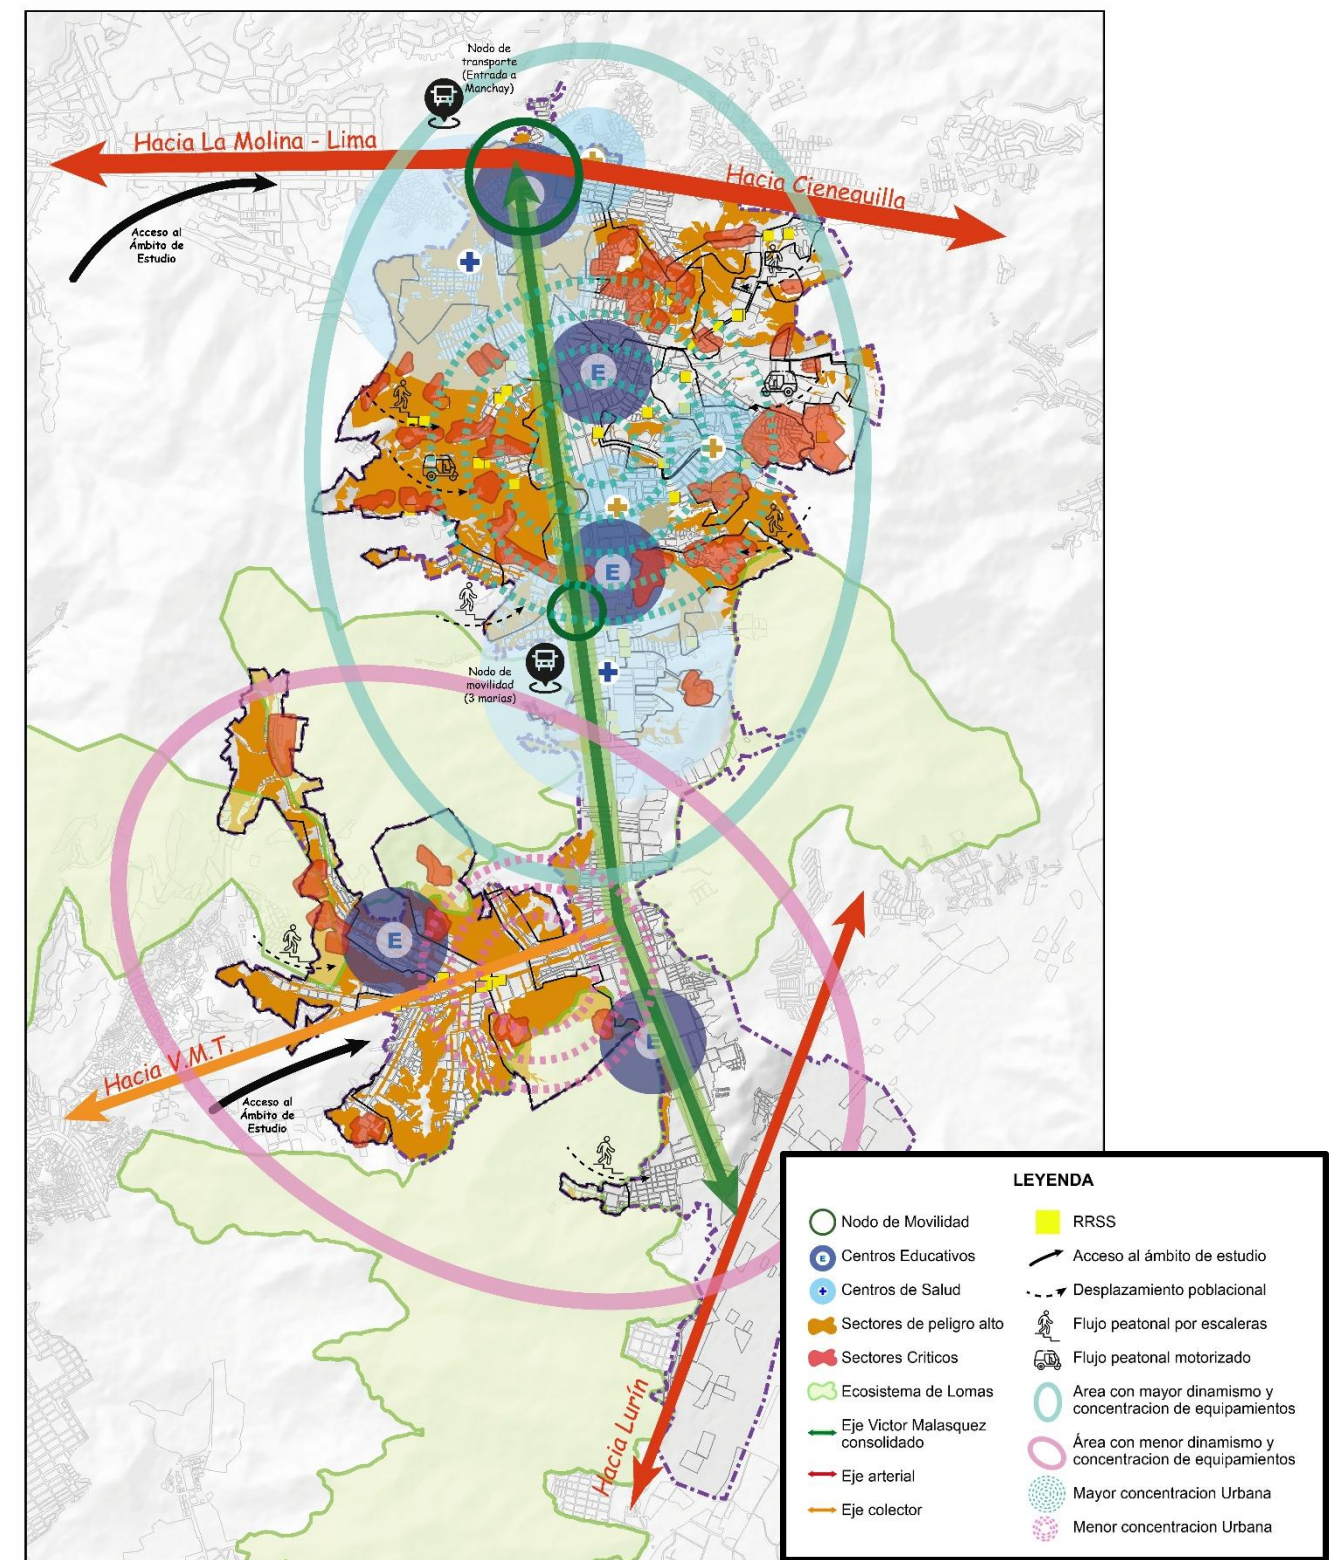 Nodo de
transporte
(Entrada a
Manchay)
Hacia La Molina - Lima
Hacia Cieneguilla
Acceso al
Ámbito de
Estudio
E
E
E
Nodo de
movilidad
(3 marias)
E
E
Hacia V.M.T.
Acceso al
Ámbito de
Estudio
Hacia Lurín
LEYENDA
Nodo de Movilidad
E Centros Educativos
Centros de Salud
Sectores de peligro alto
Sectores Criticos
Ecosistema de Lomas
Eje Victor Malasquez
consolidado
Eje arterial
Eje colector
RRSS
Acceso al ámbito de estudio
Desplazamiento poblacional
Flujo peatonal por escaleras
Flujo peatonal motorizado
Area con mayor dinamismo y
concentracion de equipamientos
Área con menor dinamismo y
concentracion de equipamientos
Mayor concentracion Urbana
Menor concentracion Urbana